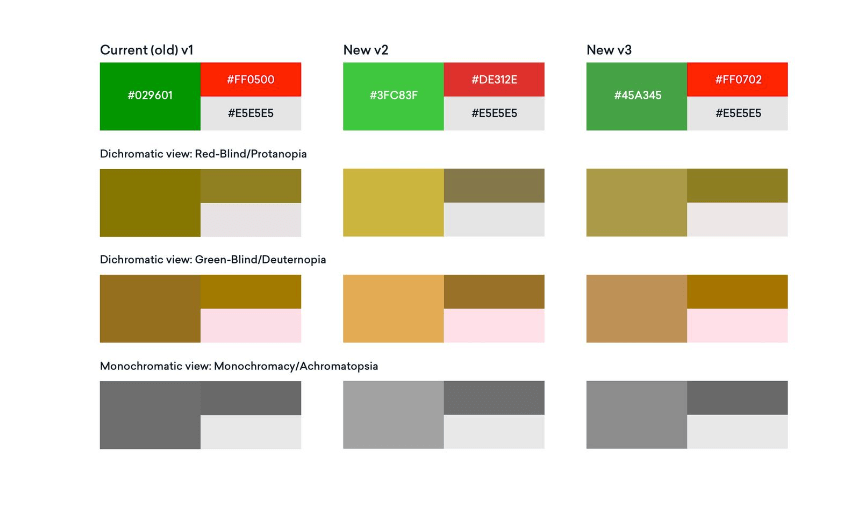 Current (old) v1
New v2
New v3
#029601
#FF0500
#E5E5E5
#3FC83F
#DE312E
#E5E5E5
#45A345
#FF0702
#E5E5E5
Dichromatic view: Red-Blind/Protanopia
Dichromatic view: Green-Blind/Deuternopia
Monochromatic view: Monochromacy/Achromatopsia